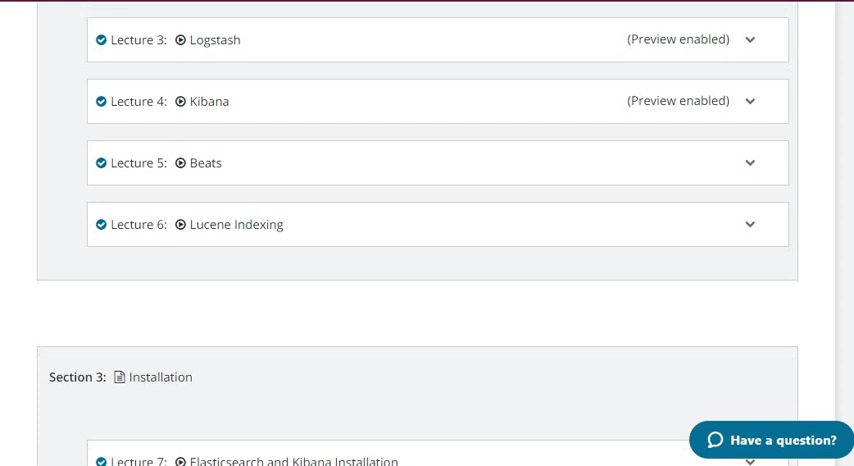 Lecture 3: Logstash (Preview enabled)
Lecture 4: Kibana (Preview enabled)
Lecture 5: Beats
Lecture 6: Lucene Indexing
Section 3: Installation
Have a question?
Lecture 7: Elasticsearch and Kibana Installation